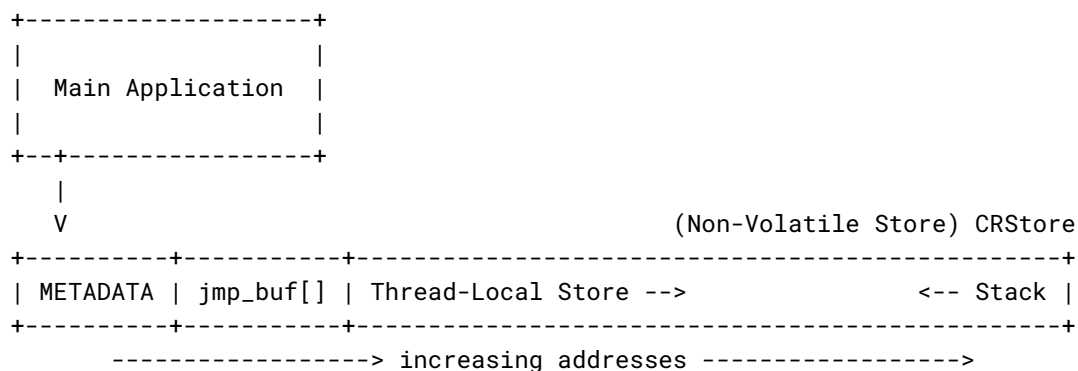 Main Application
V
(Non-Volatile Store) CRStore
| METADATA | jmp_buf[] | Thread-Local Store --> <-- Stack |
-----------------> increasing addresses ----------------->